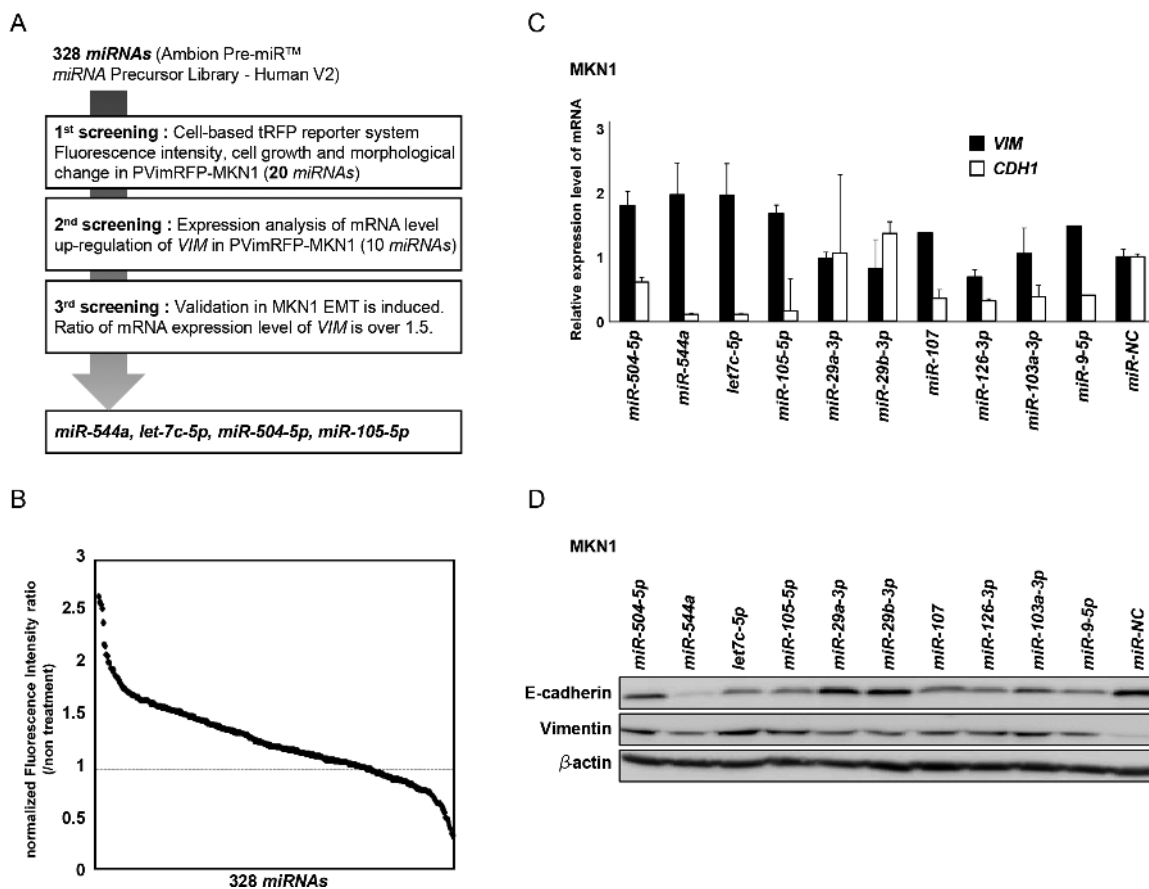 A
328 miRNAs (Ambion Pre-miR™
miRNA Precursor Library - Human V2)
1st screening : Cell-based tRFP reporter system
Fluorescence intensity, cell growth and morphological
change in PVimRFP-MKN1 (20 miRNAs)
2nd screening : Expression analysis of mRNA level
up-regulation of VIM in PVimRFP-MKN1 (10 miRNAs)
3rd screening : Validation in MKN1 EMT is induced.
Ratio of mRNA expression level of VIM is over 1.5.
miR-544a, let-7c-5p, miR-504-5p, miR-105-5p
B
normalized Fluorescence Intensity ratio
(/non treatment)
3
2.5
2
1.5
1
0.5
0
328 miRNAs
C
MKN1
Relative expression level of mRNA
3
2
1
0
VIM
CDH1
miR-504-5p
miR-544a
let7c-5p
miR-105-5p
miR-29a-3p
miR-29b-3p
miR-107
miR-126-3p
miR-103a-3p
miR-9-5p
miR-NC
D
MKN1
miR-504-5p
miR-544a
let7c-5p
miR-105-5p
miR-29a-3p
miR-29b-3p
miR-107
miR-126-3p
miR-103a-3p
miR-9-5p
miR-NC
E-cadherin
Vimentin
βactin